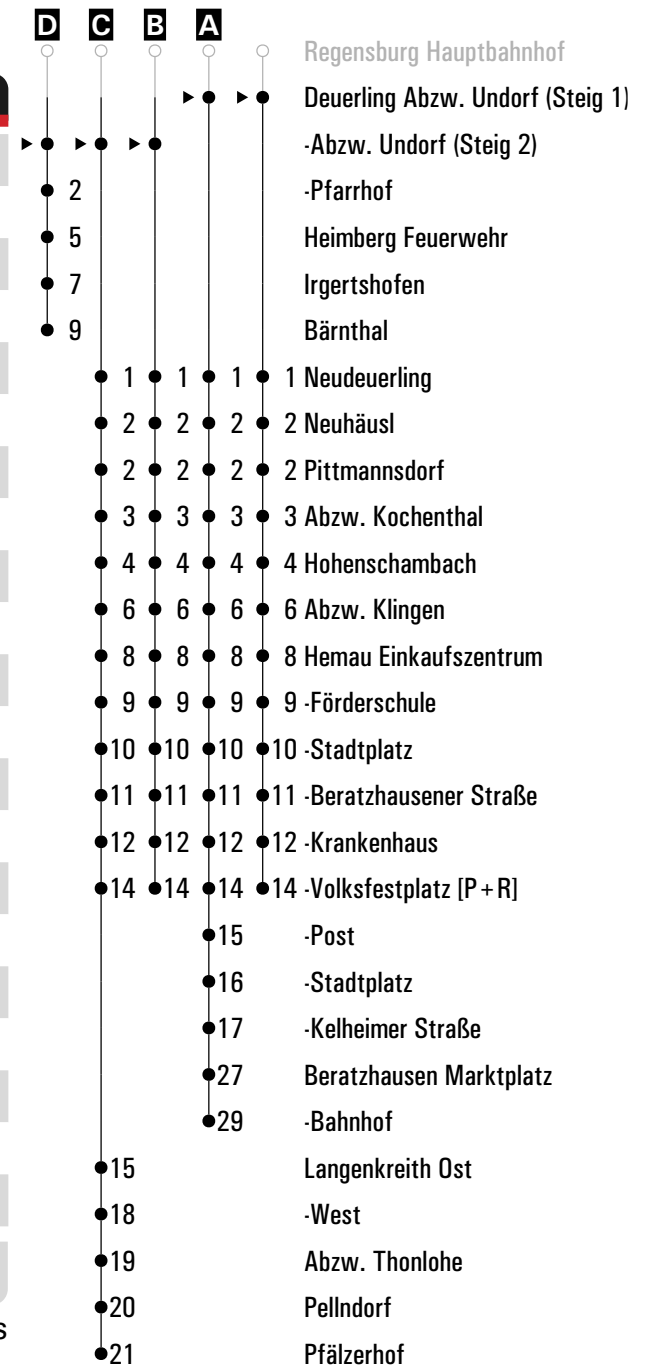 D C B A
Regensburg Hauptbahnhof
Deuerling Abzw. Undorf (Steig 1)
-Abzw. Undorf (Steig 2)
2 -Pfarrhof
5 Heimberg Feuerwehr
7 Irgertshofen
9 Bärnthal
1 1 1 1 Neudeuerling
2 2 2 2 Neuhäusl
2 2 2 2 Pittmannsdorf
3 3 3 3 Abzw. Kochenthal
4 4 4 4 Hohenschambach
6 6 6 6 Abzw. Klingen
8 8 8 8 Hemau Einkaufszentrum
9 9 9 9 -Förderschule
10 10 10 10 -Stadtplatz
11 11 11 11 -Beratzhausener Straße
12 12 12 12 -Krankenhaus
14 14 14 14 -Volksfestplatz [P+R]
15 -Post
16 -Stadtplatz
17 -Kelheimer Straße
27 Beratzhausen Marktplatz
29 -Bahnhof
15 Langenkreith Ost
18 -West
19 Abzw. Thonlohe
20 Pellndorf
s
21 Pfälzerhof